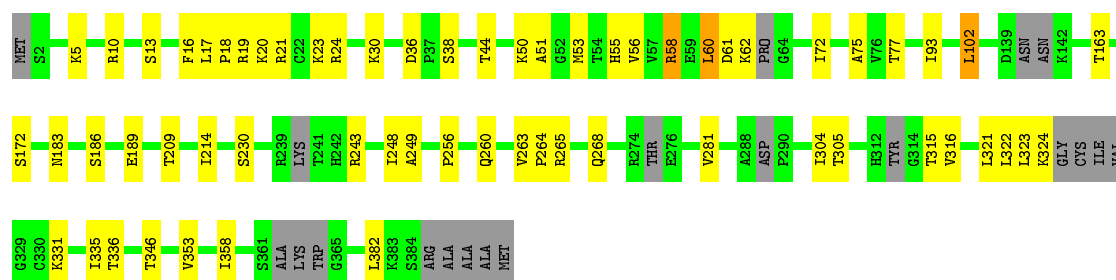 MET S2 K5 R10 S13 F16 L17 P18 R19 K20 R21 C22 K23 R24 K30 D36 P37 S38 T44 K50 A51 G52 M53 T54 H55 V56 V57 R58 E59 L60 D61 K62 PRO G64 I72 A75 V76 T77 I93 L102 D139 ASN ASN K142 T163
S172 N183 S186 E189 T209 I214 S230 R239 LYS T241 H242 R243 I248 A249 P256 Q260 V263 P264 R265 Q268 R274 THR E276 V281 A288 ASP P290 I304 T305 H312 TYR G314 T315 V316 L321 L322 L323 K324 GLY CYS ILE VAL
G329 C330 K331 I335 T336 T346 V353 I358 S361 ALA LYS TRP G365 L382 K383 S384 ARG ALA ALA ALA MET